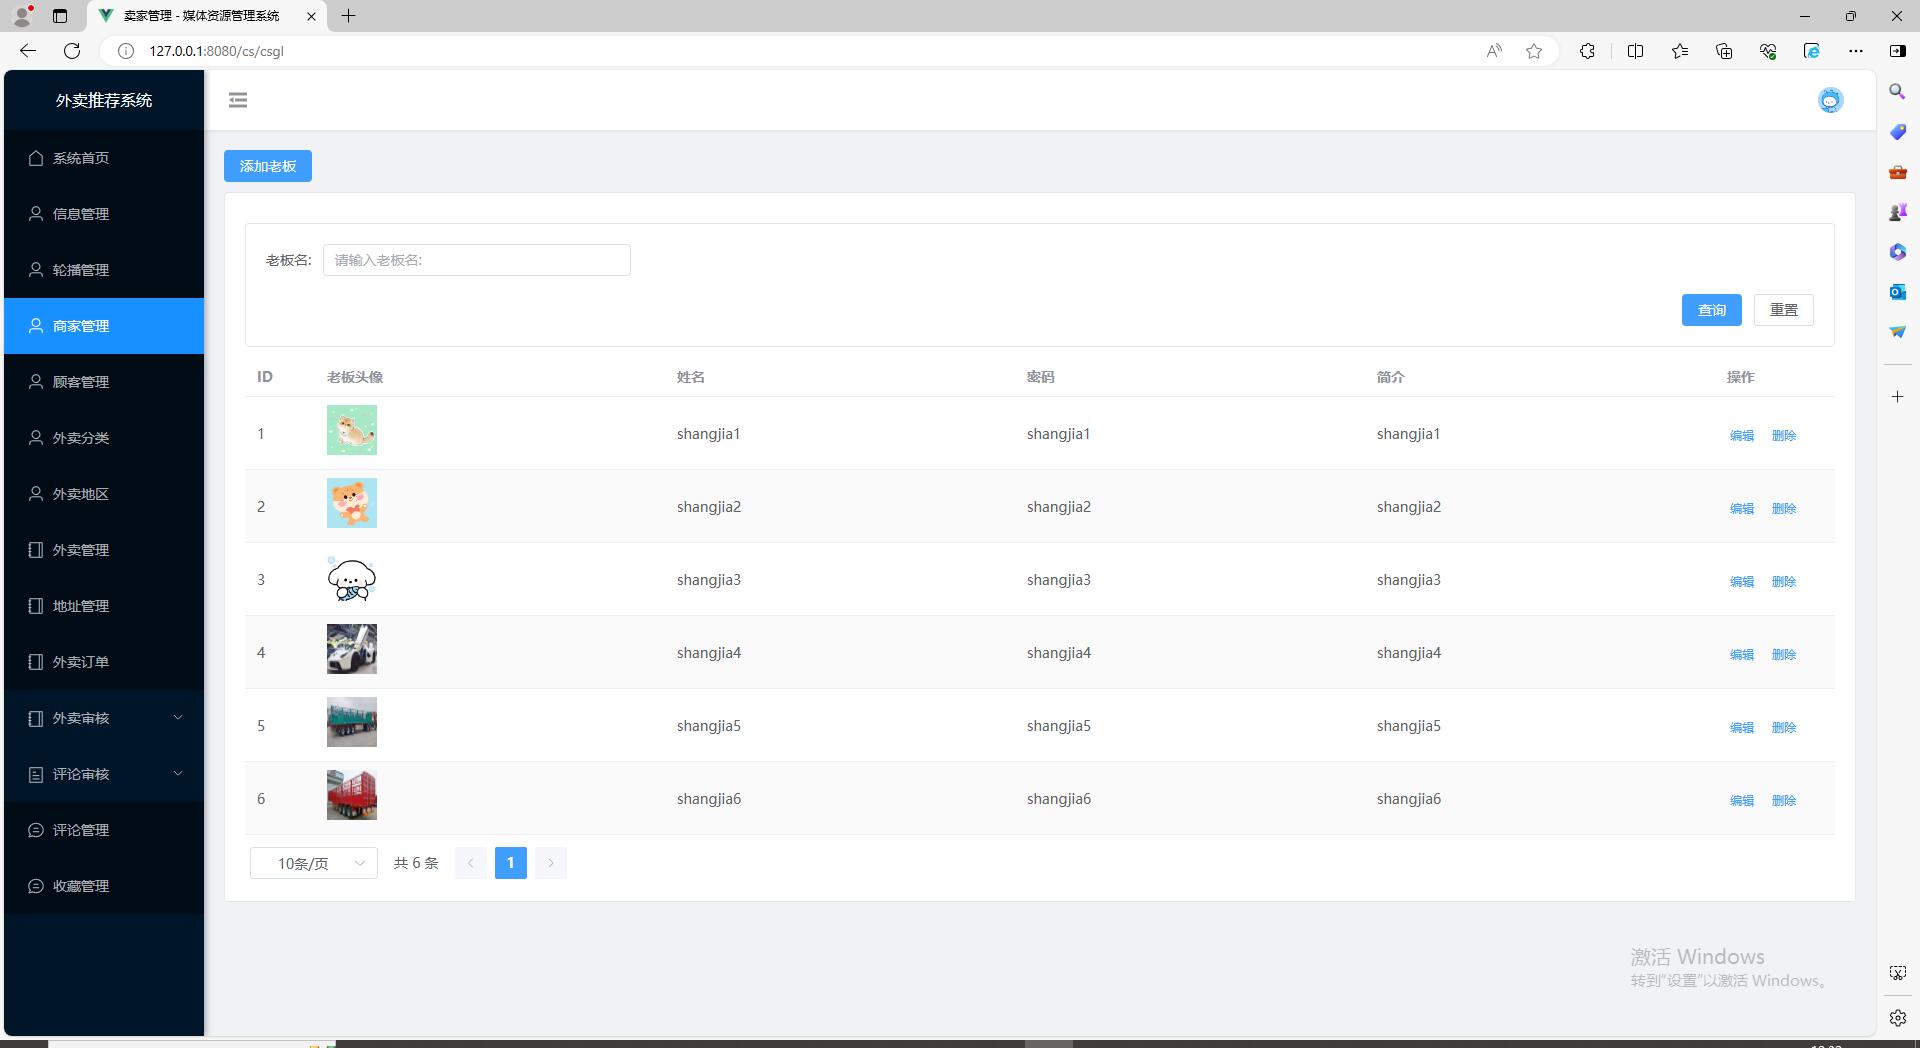 卖家管理 - 媒体资源管理系统
127.0.0.1:8080/cs/csgl
外卖推荐系统
系统首页
信息管理
轮播管理
商家管理
顾客管理
外卖分类
外卖地区
外卖管理
地址管理
外卖订单
外卖审核
评论审核
评论管理
收藏管理
添加老板
老板名: 请输入老板名:
查询 重置
ID 老板头像 姓名 密码 简介 操作
1 shangjia1 shangjia1 shangjia1 编辑 删除
2 shangjia2 shangjia2 shangjia2 编辑 删除
3 shangjia3 shangjia3 shangjia3 编辑 删除
4 shangjia4 shangjia4 shangjia4 编辑 删除
5 shangjia5 shangjia5 shangjia5 编辑 删除
6 shangjia6 shangjia6 shangjia6 编辑 删除
10条/页 共 6 条 1
激活 Windows
转到"设置"以激活 Windows。